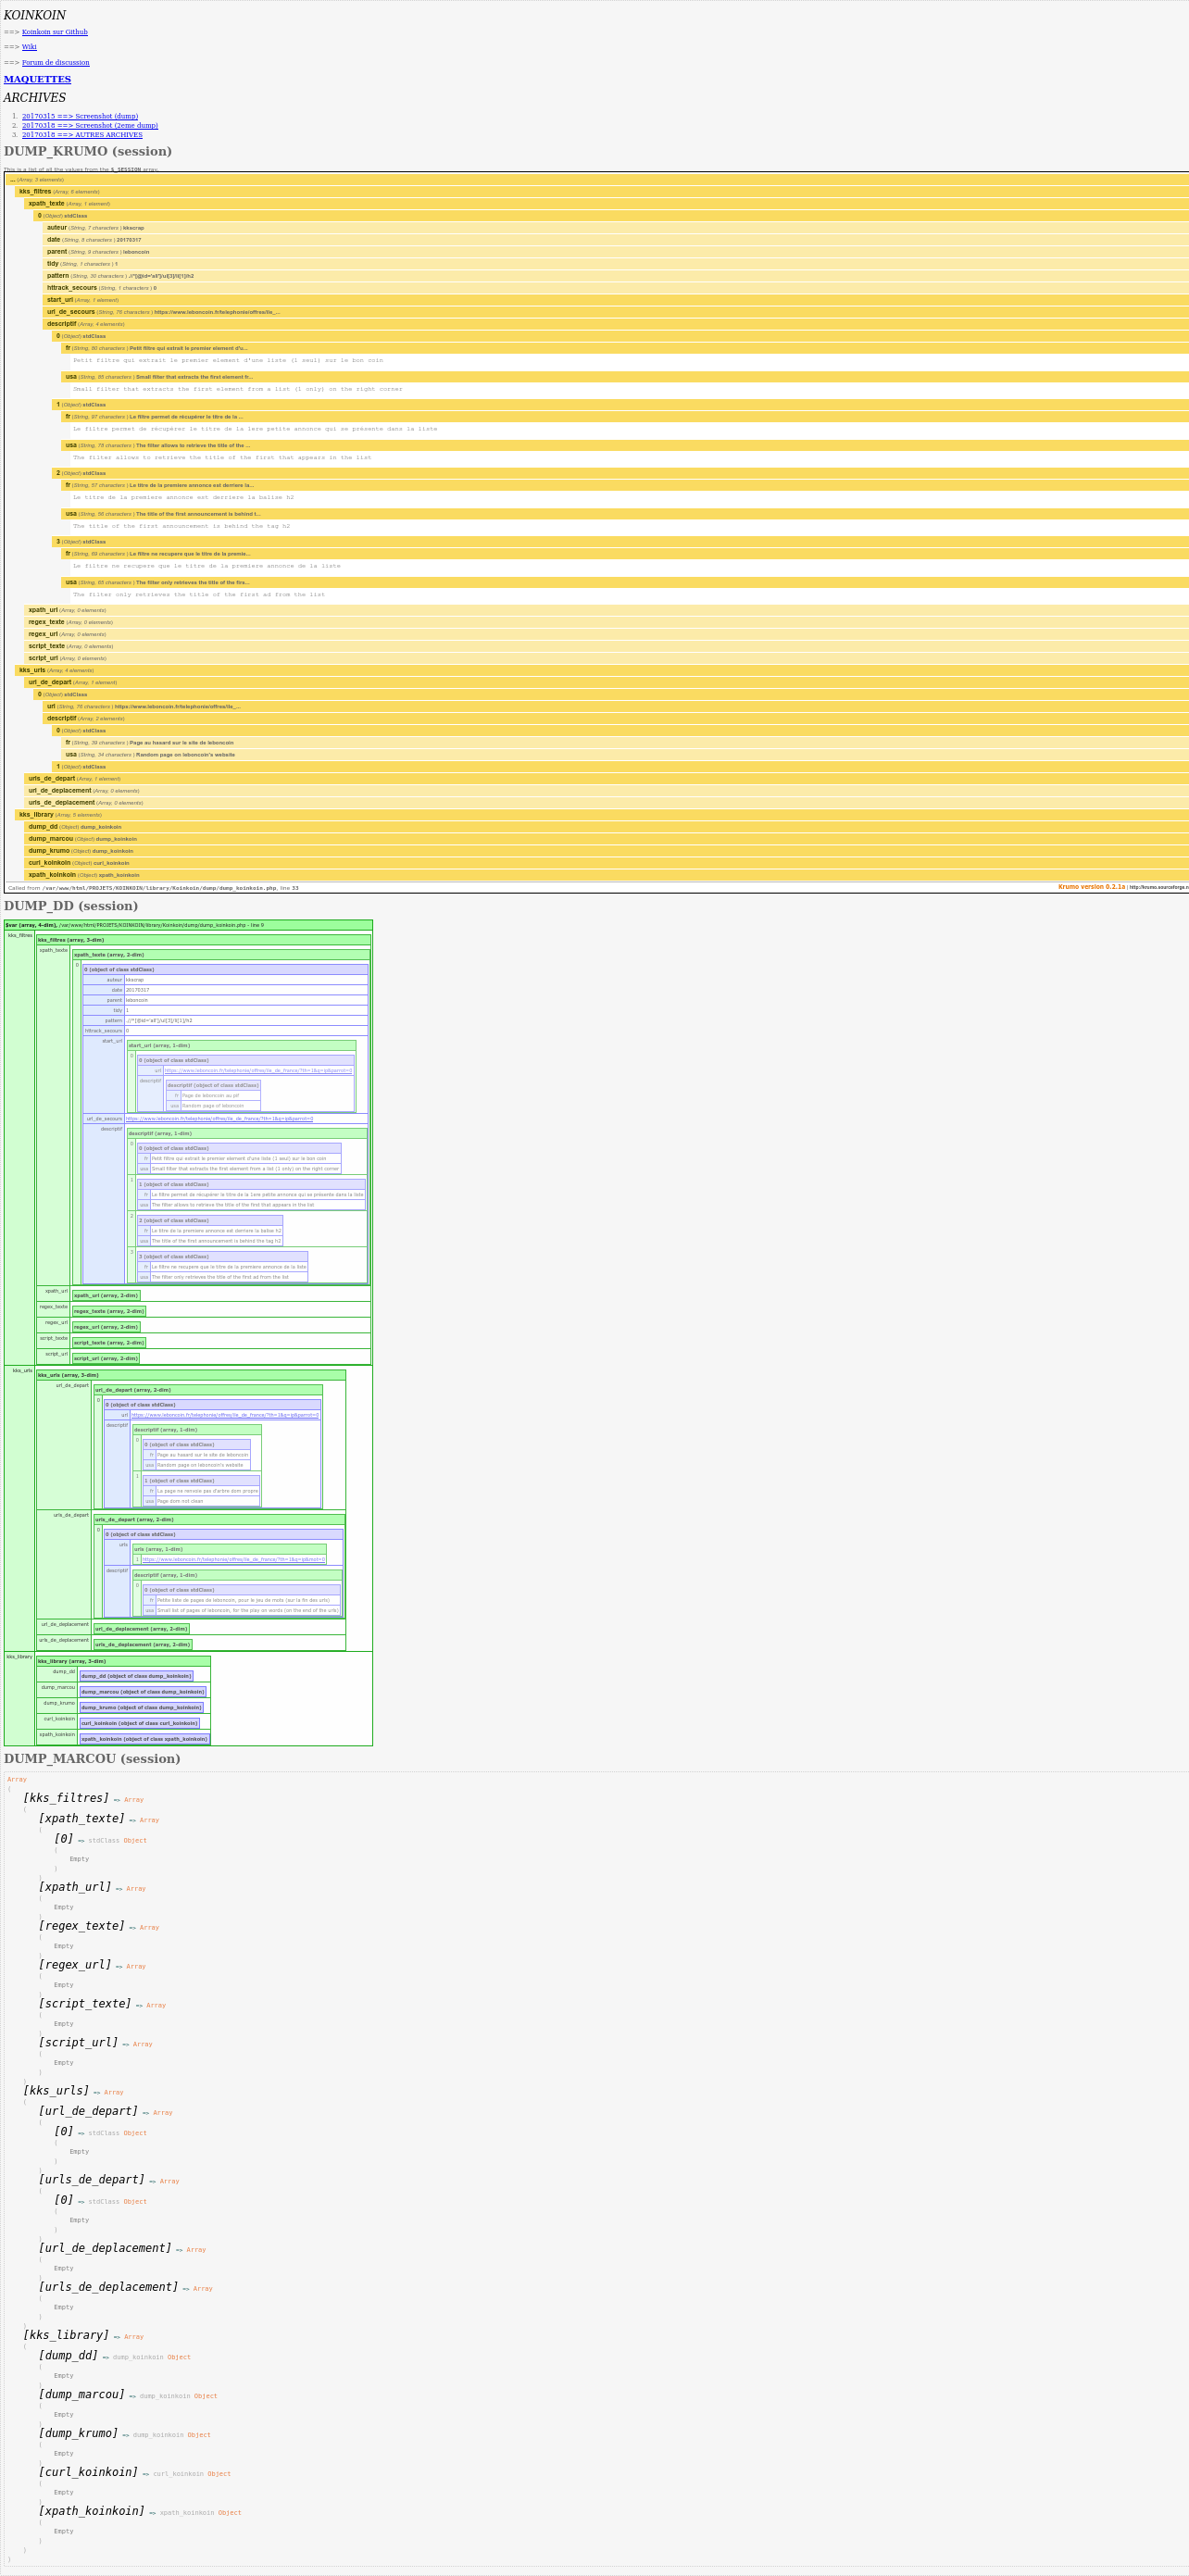 KOINKOIN
==> Koinkoin sur Github
==> Wiki
==> Forum de discussion
MAQUETTES
ARCHIVES
1. 20170315 ==> Screenshot (dump)
2. 20170318 ==> Screenshot (2eme dump)
3. 20170318 ==> AUTRES ARCHIVES
DUMP_KRUMO (session)
This is a list of all the values from the $_SESSION array.
... (Array, 3 elements)
kks_filtres (Array, 6 elements)
xpath_texte (Array, 1 element)
0 (Object) stdClass
auteur (String, 7 characters ) kkscrap
date (String, 8 characters ) 20170317
parent (String, 9 characters ) leboncoin
tidy (String, 1 characters ) 1
pattern (String, 30 characters ) .//*[@id='all']/ul[3]/li[1]/h2
httrack_secours (String, 1 characters ) 0
start_url (Array, 1 element)
url_de_secours (String, 76 characters ) https://www.leboncoin.fr/telephonie/offres/ile_...
descriptif (Array, 4 elements)
0 (Object) stdClass
fr (String, 80 characters ) Petit filtre qui extrait le premier element d'u...
Petit filtre qui extrait le premier element d'une liste (1 seul) sur le bon coin
usa (String, 85 characters ) Small filter that extracts the first element fr...
Small filter that extracts the first element from a list (1 only) on the right corner
1 (Object) stdClass
fr (String, 97 characters ) Le filtre permet de récupérer le titre de la ...
Le filtre permet de récupérer le titre de la 1ere petite annonce qui se présente dans la liste
usa (String, 78 characters ) The filter allows to retrieve the title of the ...
The filter allows to retrieve the title of the first that appears in the list
2 (Object) stdClass
fr (String, 57 characters ) Le titre de la premiere annonce est derriere la...
Le titre de la premiere annonce est derriere la balise h2
usa (String, 56 characters ) The title of the first announcement is behind t...
The title of the first announcement is behind the tag h2
3 (Object) stdClass
fr (String, 69 characters ) Le filtre ne recupere que le titre de la premie...
Le filtre ne recupere que le titre de la premiere annonce de la liste
usa (String, 65 characters ) The filter only retrieves the title of the firs...
The filter only retrieves the title of the first ad from the list
xpath_url (Array, 0 elements)
regex_texte (Array, 0 elements)
regex_url (Array, 0 elements)
script_texte (Array, 0 elements)
script_url (Array, 0 elements)
kks_urls (Array, 4 elements)
url_de_depart (Array, 1 element)
0 (Object) stdClass
url (String, 76 characters ) https://www.leboncoin.fr/telephonie/offres/ile_...
descriptif (Array, 2 elements)
0 (Object) stdClass
fr (String, 39 characters ) Page au hasard sur le site de leboncoin
usa (String, 34 characters ) Random page on leboncoin's website
1 (Object) stdClass
urls_de_depart (Array, 1 element)
url_de_deplacement (Array, 0 elements)
urls_de_deplacement (Array, 0 elements)
kks_library (Array, 5 elements)
dump_dd (Object) dump_koinkoin
dump_marcou (Object) dump_koinkoin
dump_krumo (Object) dump_koinkoin
curl_koinkoin (Object) curl_koinkoin
xpath_koinkoin (Object) xpath_koinkoin
Called from /var/www/html/PROJETS/KOINKOIN/library/Koinkoin/dump/dump_koinkoin.php, line 33
Krumo version 0.2.1a | http://krumo.sourceforge.n
DUMP_DD (session)
$var (array, 4-dim), /var/www/html/PROJETS/KOINKOIN/library/Koinkoin/dump/dump_koinkoin.php - line 9
kks_filtres kks_filtres (array, 3-dim)
xpath_texte xpath_texte (array, 2-dim)
0 0 (object of class stdClass)
auteur kkscrap
date 20170317
parent leboncoin
tidy 1
pattern .//*[@id='all']/ul[3]/li[1]/h2
httrack_secours 0
start_url start_url (array, 1-dim)
0 0 (object of class stdClass)
url https://www.leboncoin.fr/telephonie/offres/ile_de_france/?th=1&q=ip&parrot=0
descriptif descriptif (object of class stdClass)
fr Page de leboncoin au pif
usa Random page of leboncoin
url_de_secours https://www.leboncoin.fr/telephonie/offres/ile_de_france/?th=1&q=ip&parrot=0
descriptif descriptif (array, 1-dim)
0 0 (object of class stdClass)
fr Petit filtre qui extrait le premier element d'une liste (1 seul) sur le bon coin
usa Small filter that extracts the first element from a list (1 only) on the right corner
1 1 (object of class stdClass)
fr Le filtre permet de récupérer le titre de la 1ere petite annonce qui se présente dans la liste
usa The filter allows to retrieve the title of the first that appears in the list
2 2 (object of class stdClass)
fr Le titre de la premiere annonce est derriere la balise h2
usa The title of the first announcement is behind the tag h2
3 3 (object of class stdClass)
fr Le filtre ne recupere que le titre de la premiere annonce de la liste
usa The filter only retrieves the title of the first ad from the list
xpath_url xpath_url (array, 2-dim)
regex_texte regex_texte (array, 2-dim)
regex_url regex_url (array, 2-dim)
script_texte script_texte (array, 2-dim)
script_url script_url (array, 2-dim)
kks_urls kks_urls (array, 3-dim)
url_de_depart url_de_depart (array, 2-dim)
0 0 (object of class stdClass)
url https://www.leboncoin.fr/telephonie/offres/ile_de_france/?th=1&q=ip&parrot=0
descriptif descriptif (array, 1-dim)
0 0 (object of class stdClass)
fr Page au hasard sur le site de leboncoin
usa Random page on leboncoin's website
1 1 (object of class stdClass)
fr La page ne renvoie pas d'arbre dom propre
usa Page dom not clean
urls_de_depart urls_de_depart (array, 2-dim)
0 0 (object of class stdClass)
urls urls (array, 1-dim)
1
descriptif descriptif (array, 1-dim)
0 0 (object of class stdClass)
fr Petite liste de pages de leboncoin, pour le jeu de mots (sur la fin des urls)
usa Small list of pages of leboncoin, for the play on words (on the end of the urls)
url_de_deplacement url_de_deplacement (array, 2-dim)
urls_de_deplacement urls_de_deplacement (array, 2-dim)
kks_library kks_library (array, 3-dim)
dump_dd dump_dd (object of class dump_koinkoin)
dump_marcou dump_marcou (object of class dump_koinkoin)
dump_krumo dump_krumo (object of class dump_koinkoin)
curl_koinkoin curl_koinkoin (object of class curl_koinkoin)
xpath_koinkoin xpath_koinkoin (object of class xpath_koinkoin)
DUMP_MARCOU (session)
Array
(
[kks_filtres] => Array
(
[xpath_texte] => Array
(
[0] => stdClass Object
(
Empty
)
)
[xpath_url] => Array
(
Empty
)
[regex_texte] => Array
(
Empty
)
[regex_url] => Array
(
Empty
)
[script_texte] => Array
(
Empty
)
[script_url] => Array
(
Empty
)
)
[kks_urls] => Array
(
[url_de_depart] => Array
(
[0] => stdClass Object
(
Empty
)
)
[urls_de_depart] => Array
(
[0] => stdClass Object
(
Empty
)
)
[url_de_deplacement] => Array
(
Empty
)
[urls_de_deplacement] => Array
(
Empty
)
)
[kks_library] => Array
(
[dump_dd] => dump_koinkoin Object
(
Empty
)
[dump_marcou] => dump_koinkoin Object
(
Empty
)
[dump_krumo] => dump_koinkoin Object
(
Empty
)
[curl_koinkoin] => curl_koinkoin Object
(
Empty
)
[xpath_koinkoin] => xpath_koinkoin Object
(
Empty
)
)
)